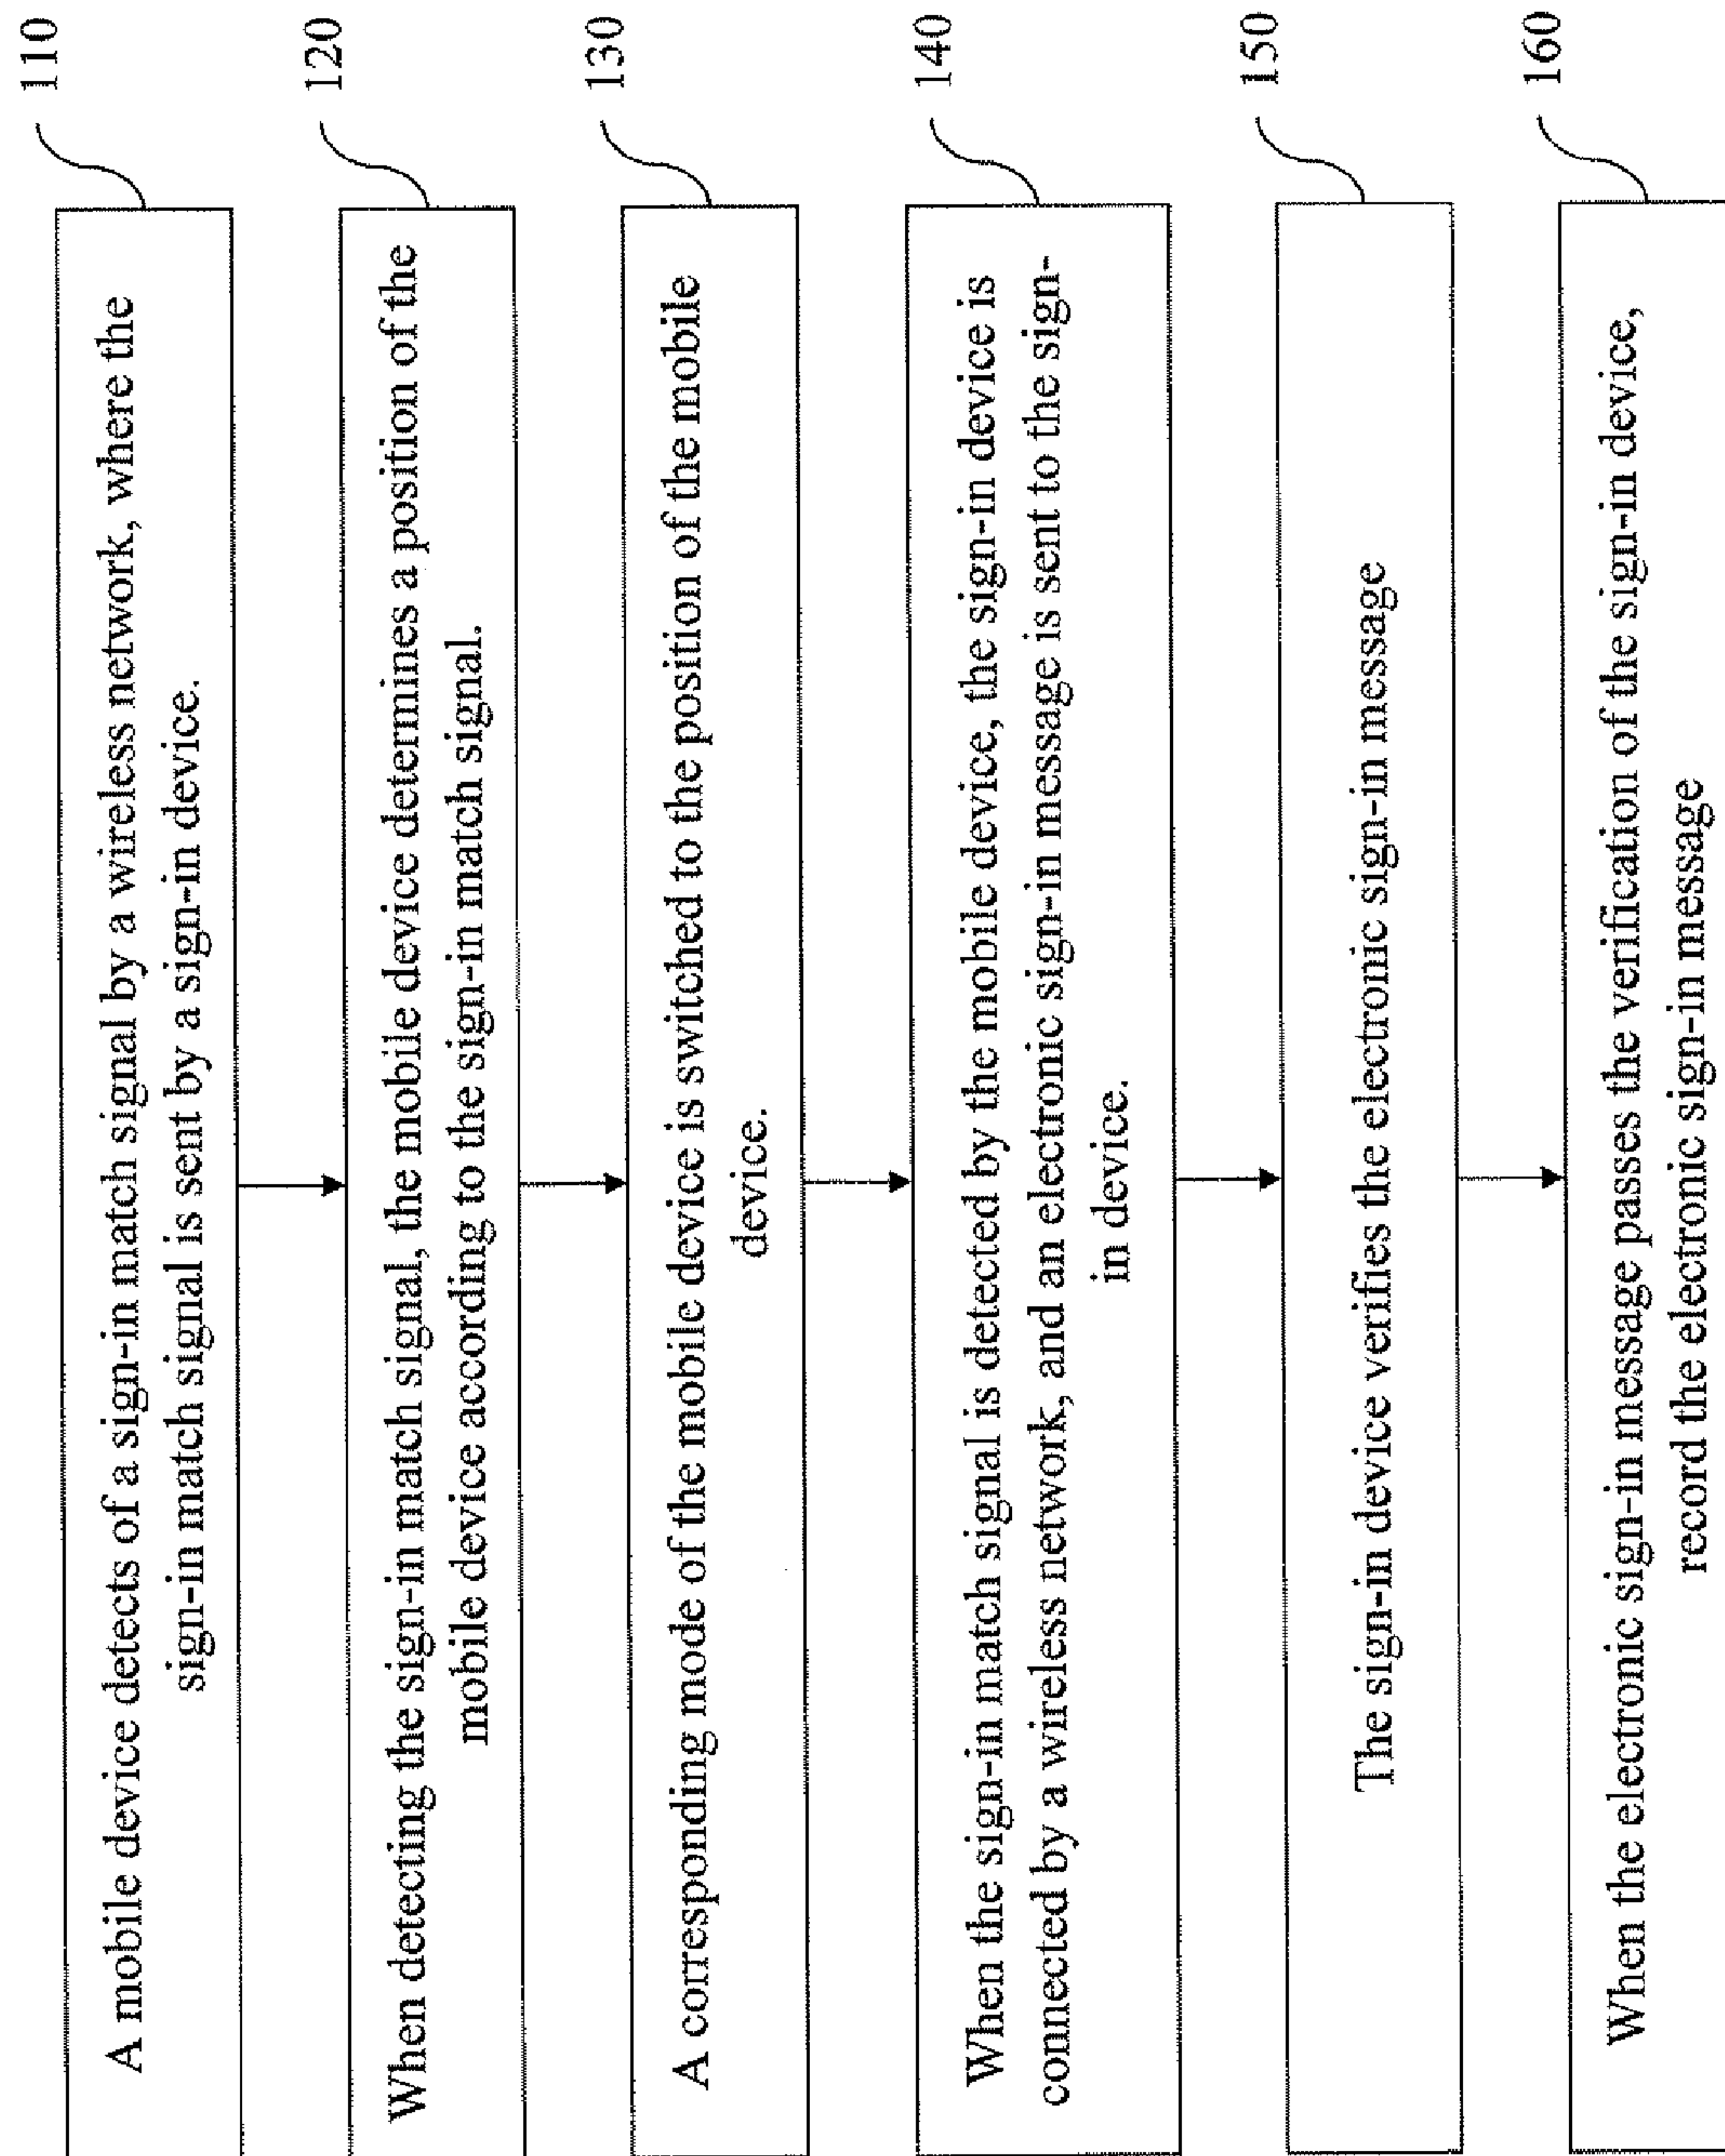 110
A mobile device detects of a sign-in match signal by a wireless network, where the
sign-in match signal is sent by a sign-in device.
120
When detecting the sign-in match signal, the mobile device determines a position of the
mobile device according to the sign-in match signal.
130
A corresponding mode of the mobile device is switched to the position of the mobile
device.
140
When the sign-in match signal is detected by the mobile device, the sign-in device is
connected by a wireless network, and an electronic sign-in message is sent to the sign-
in device.
150
The sign-in device verifies the electronic sign-in message
160
When the electronic sign-in message passes the verification of the sign-in device,
record the electronic sign-in message